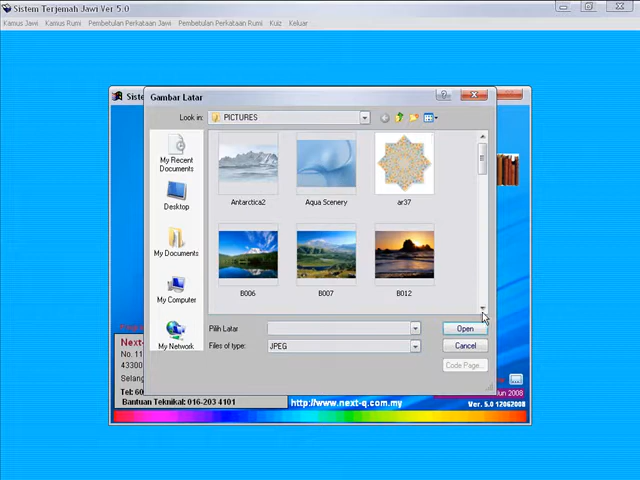 Sistem Terjemah Jawi Ver 5.0
Kamus Jawi Kamus Rumi Pembetulan Perkataan Jawi Pembetulan Perkataan Rumi Kuiz Keluar
Siste
Gambar Latar
Look in: PICTURES
My Recent Documents
Desktop
My Documents
My Computer
My Network
Antarctica2 Aqua Scenery ar37
B006 B007 B012
Pilih Latar
Open
Files of type: JPEG
Cancel
Code Page...
Next-
No. 11
43300
Selang
Tel: 60
Bantuan Teknikal: 016-203 4101
http://www.next-q.com.my
un 2008
Ver. 5.0 12062008